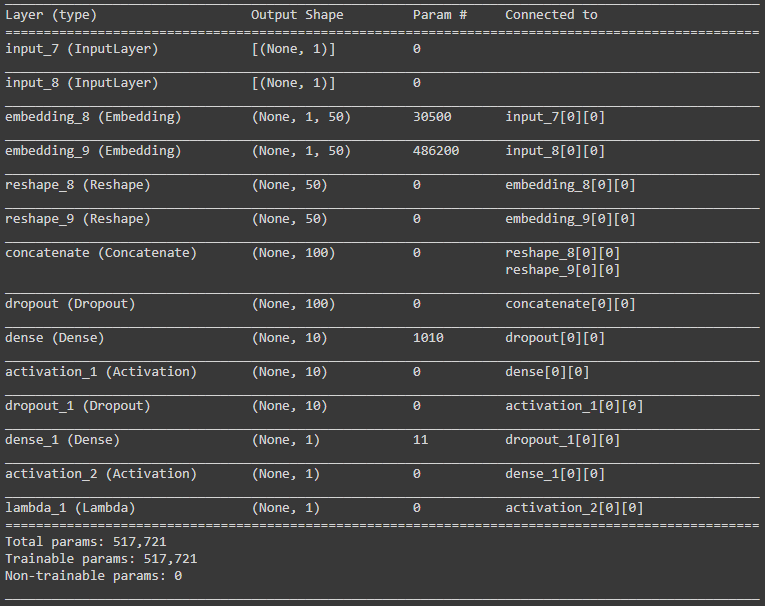 Layer (type) Output Shape Param # Connected to
==================================================================================================
input_7 (InputLayer) [(None, 1)] 0
input_8 (InputLayer) [(None, 1)] 0
embedding_8 (Embedding) (None, 1, 50) 30500 input_7[0][0]
embedding_9 (Embedding) (None, 1, 50) 486200 input_8[0][0]
reshape_8 (Reshape) (None, 50) 0 embedding_8[0][0]
reshape_9 (Reshape) (None, 50) 0 embedding_9[0][0]
concatenate (Concatenate) (None, 100) 0 reshape_8[0][0]
reshape_9[0][0]
dropout (Dropout) (None, 100) 0 concatenate[0][0]
dense (Dense) (None, 10) 1010 dropout[0][0]
activation_1 (Activation) (None, 10) 0 dense[0][0]
dropout_1 (Dropout) (None, 10) 0 activation_1[0][0]
dense_1 (Dense) (None, 1) 11 dropout_1[0][0]
activation_2 (Activation) (None, 1) 0 dense_1[0][0]
lambda_1 (Lambda) (None, 1) 0 activation_2[0][0]
==================================================================================================
Total params: 517,721
Trainable params: 517,721
Non-trainable params: 0